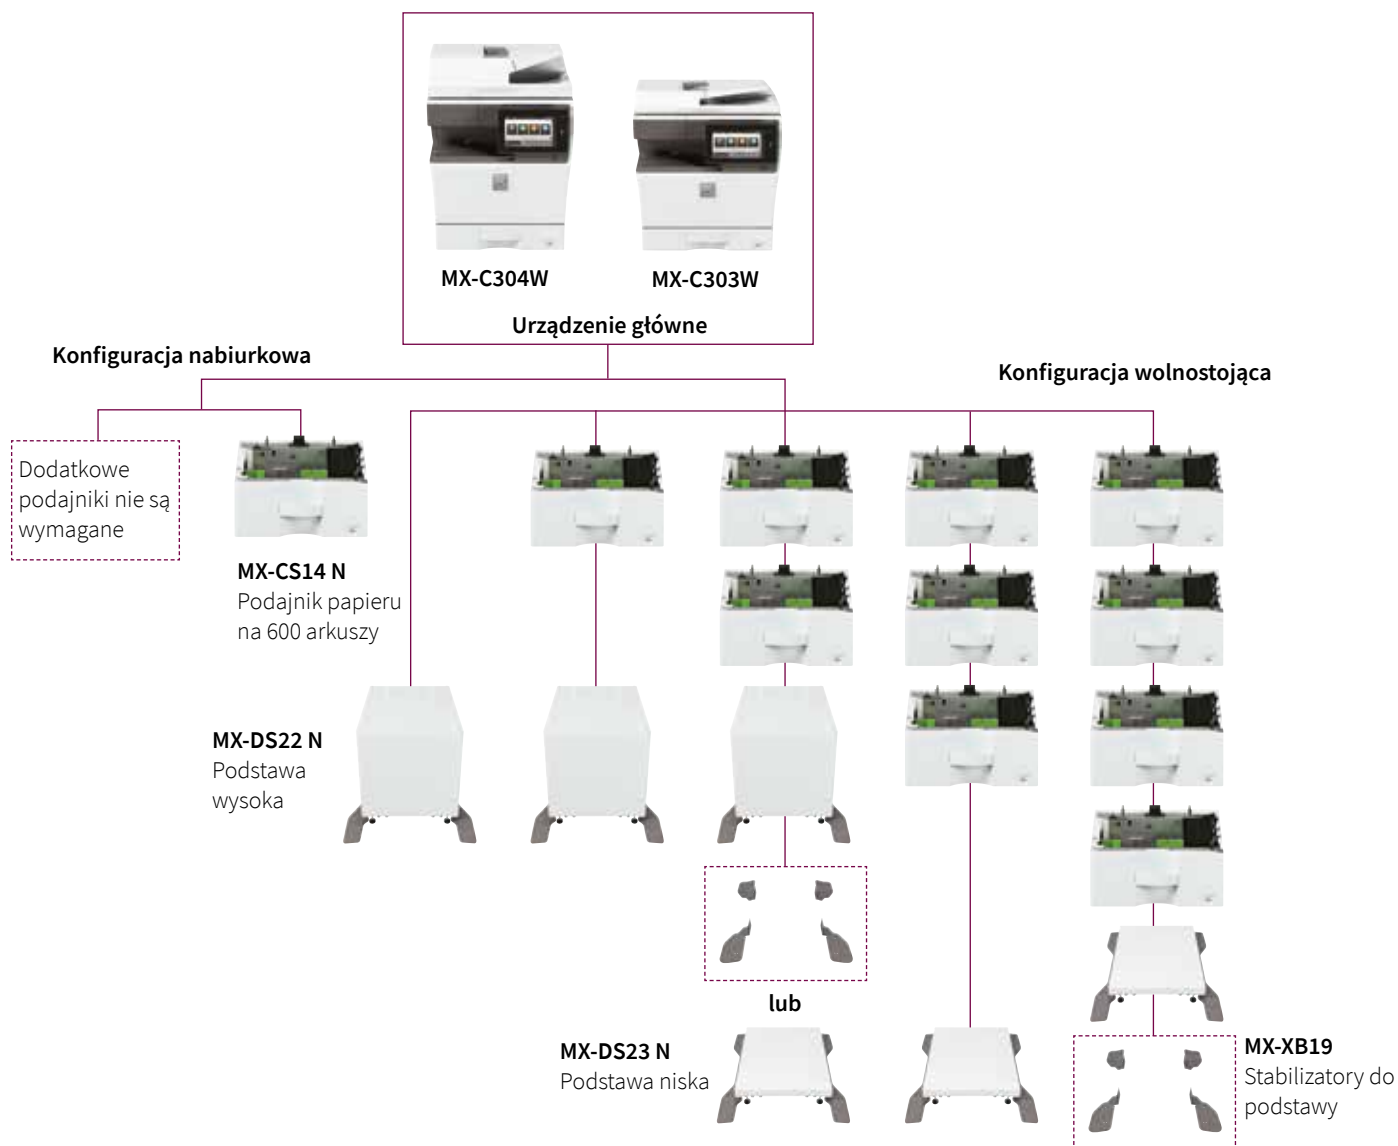 MX-C304W
MX-C303W
Urządzenie główne
Konfiguracja nabiurkowa
Konfiguracja wolnostojąca
Dodatkowe
podajniki nie są
wymagane
MX-CS14 N
Podajnik papieru
na 600 arkuszy
MX-DS22 N
Podstawa
wysoka
lub
MX-DS23 N
Podstawa niska
MX-XB19
Stabilizatory do
podstawy